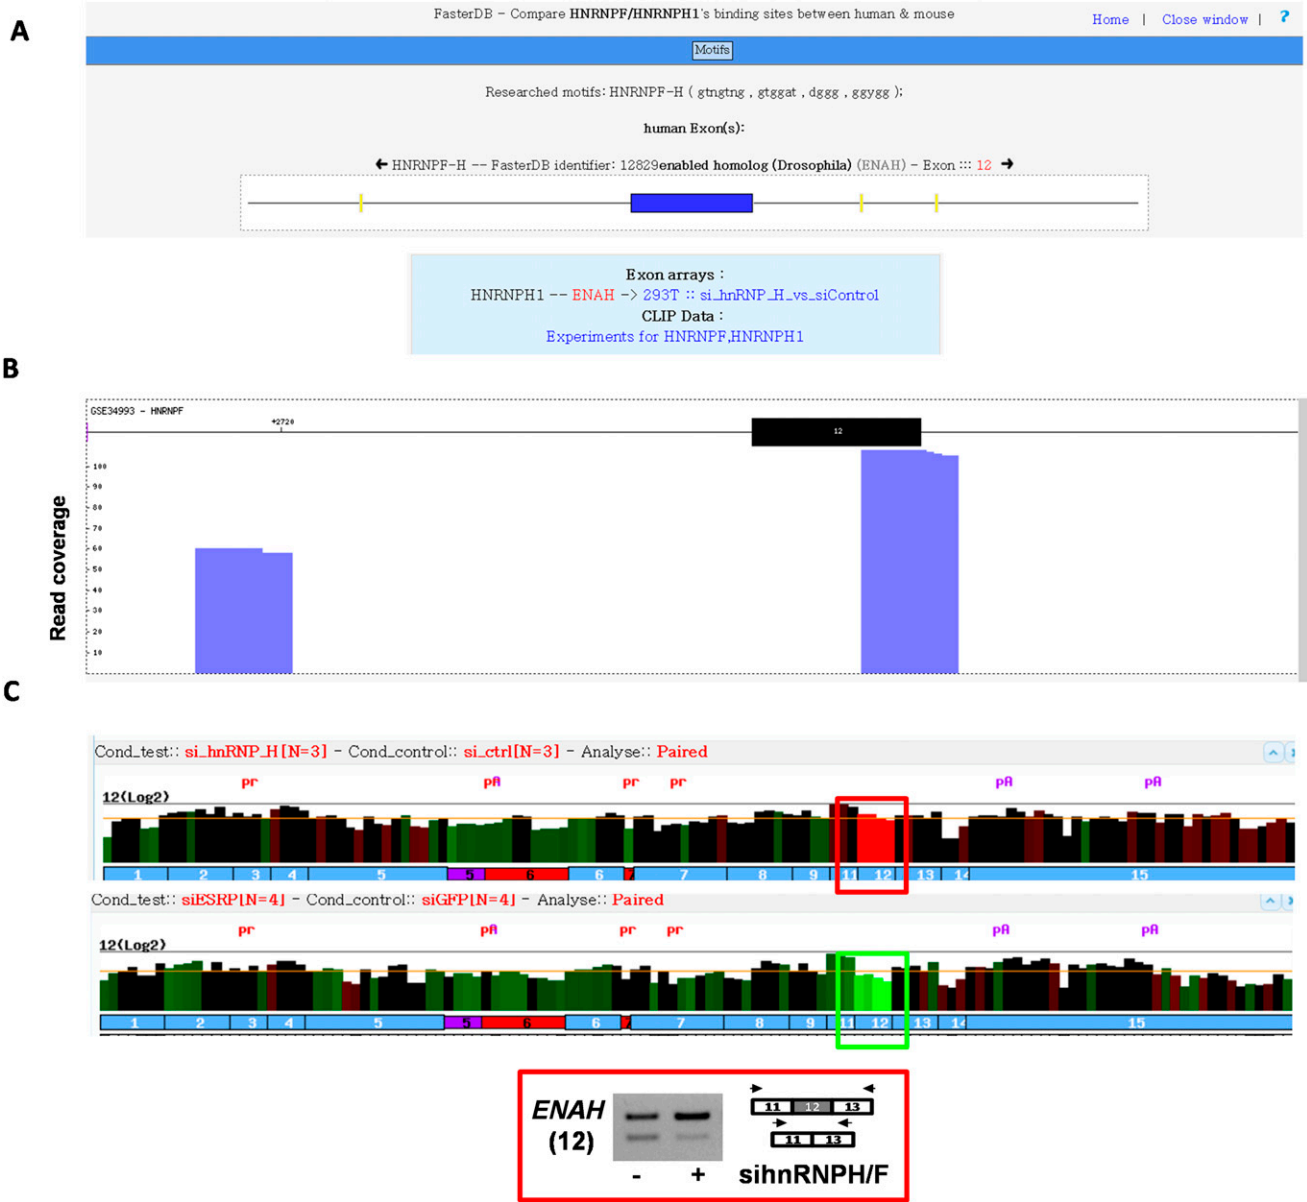 A
FasterDB - Compare HNRNPF/HNRNPH1's binding sites between human & mouse
Home | Close window | ?
Motifs
Researched motifs: HNRNPF-H ( gtngtng , gtggat , dggg , ggygg );
human Exon(s):
← HNRNPF-H -- FasterDB identifier: 12829enabled homolog (Drosophila) (ENAH) - Exon ::: 12 →
Exon arrays :
HNRNPH1 -- ENAH -> 293T :: si_hnRNP_H_vs_siControl
CLIP Data :
Experiments for HNRNPF,HNRNPH1
B
GSE34993 - HNRNPF
+2720
12
100
90
80
70
60
50
40
30
20
10
Read coverage
C
Cond_test:: si_hnRNP_H[N=3] - Cond_control:: si_ctrl[N=3] - Analyse:: Paired
pr pA pr pr pA pA
12(Log2)
1 2 3 4 5 5 6 6 7 7 8 9 11 12 13 14 15
Cond_test:: siESRP[N=4] - Cond_control:: siGFP[N=4] - Analyse:: Paired
pr pA pr pr pA pA
12(Log2)
1 2 3 4 5 5 6 6 7 7 8 9 11 12 13 14 15
ENAH
(12)
11 12 13
11 13
- + sihnRNPH/F